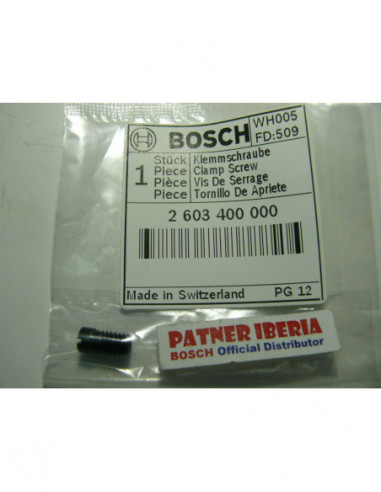 BOSCH
WH005
FD:509
1
Stück Klemmschraube
Piece Clamp Screw
Pièce Vis De Serrage
Piece Tornillo De Apriete
2 603 400 000
Made in Switzerland PG 12
PATNER IBERIA
BOSCH Official Distributor